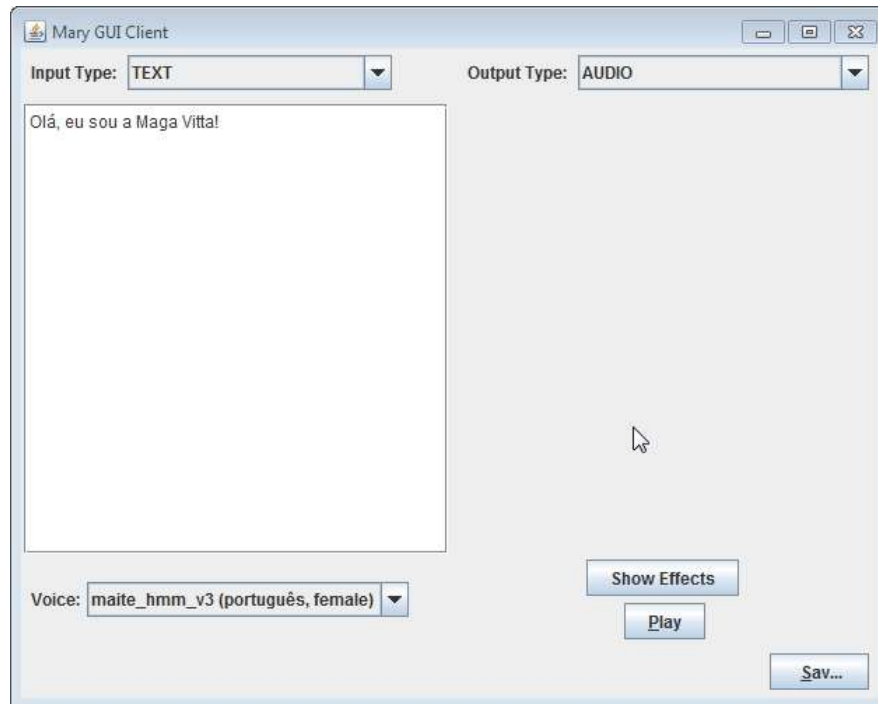 Mary GUI Client
Input Type: TEXT Output Type: AUDIO
Olá, eu sou a Maga Vitta!
Show Effects
Voice: maite_hmm_v3 (português, female)
Play
Sav...